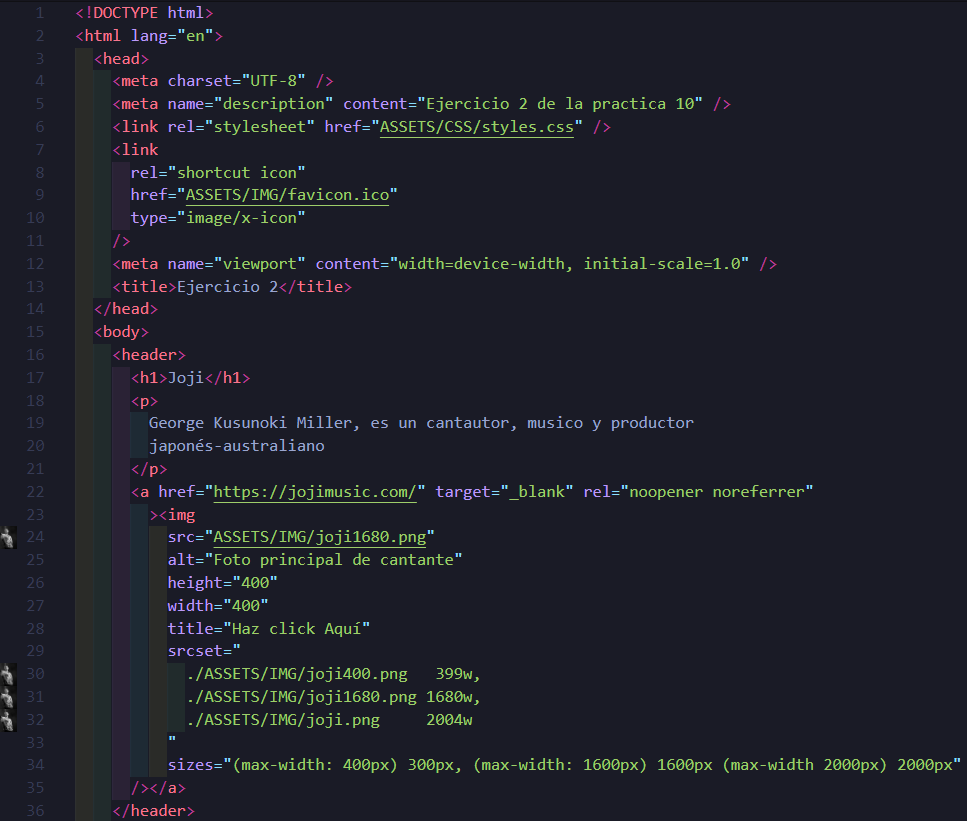 1 <!DOCTYPE html>
2 <html lang="en">
3 <head>
4 <meta charset="UTF-8" />
5 <meta name="description" content="Ejercicio 2 de la practica 10" />
6 <link rel="stylesheet" href="ASSETS/CSS/styles.css" />
7 <link
8 rel="shortcut icon"
9 href="ASSETS/IMG/favicon.ico"
10 type="image/x-icon"
11 />
12 <meta name="viewport" content="width=device-width, initial-scale=1.0" />
13 <title>Ejercicio 2</title>
14 </head>
15 <body>
16 <header>
17 <h1>Joji</h1>
18 <p>
19 George Kusunoki Miller, es un cantautor, musico y productor
20 japonés-australiano
21 </p>
22 <a href="https://jojimusic.com/" target="_blank" rel="noopener noreferrer"
23 ><img
24 src="ASSETS/IMG/joji1680.png"
25 alt="Foto principal de cantante"
26 height="400"
27 width="400"
28 title="Haz click Aquí"
29 srcset="
30 ./ASSETS/IMG/joji400.png 399w,
31 ./ASSETS/IMG/joji1680.png 1680w,
32 ./ASSETS/IMG/joji.png 2004w
33 "
34 sizes="(max-width: 400px) 300px, (max-width: 1600px) 1600px (max-width 2000px) 2000px"
35 /></a>
36 </header>